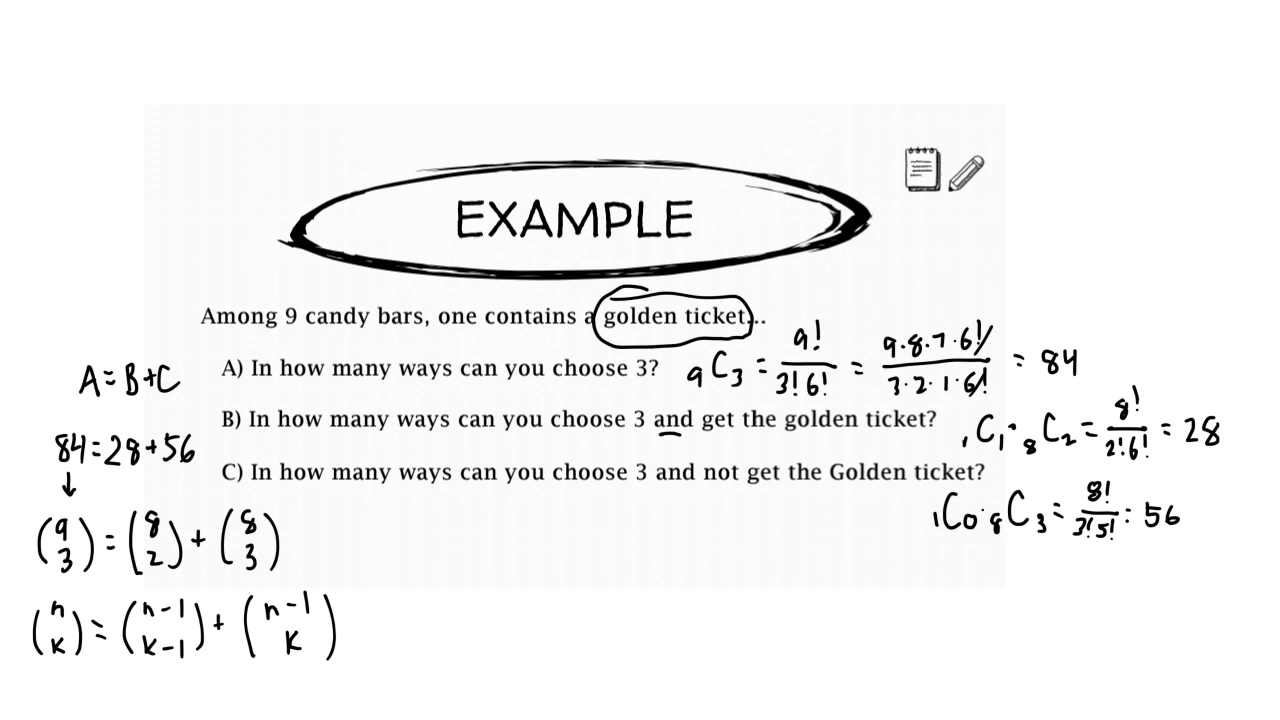 EXAMPLE
Among 9 candy bars, one contains a golden ticket...
A) In how many ways can you choose 3? ₉C₃ = 9!/(3!6!) = (9·8·7·6!)/(3·2·1·6!) = 84
B) In how many ways can you choose 3 and get the golden ticket? ₁C₁·₈C₂ = 8!/(2!6!) = 28
C) In how many ways can you choose 3 and not get the Golden ticket?
₁C₀·₈C₃ = 8!/(3!5!) = 56
A=B+C
84=28+56
↓
(9 3) = (8 2) + (8 3)
(n k) = (n-1 k-1) + (n-1 k)